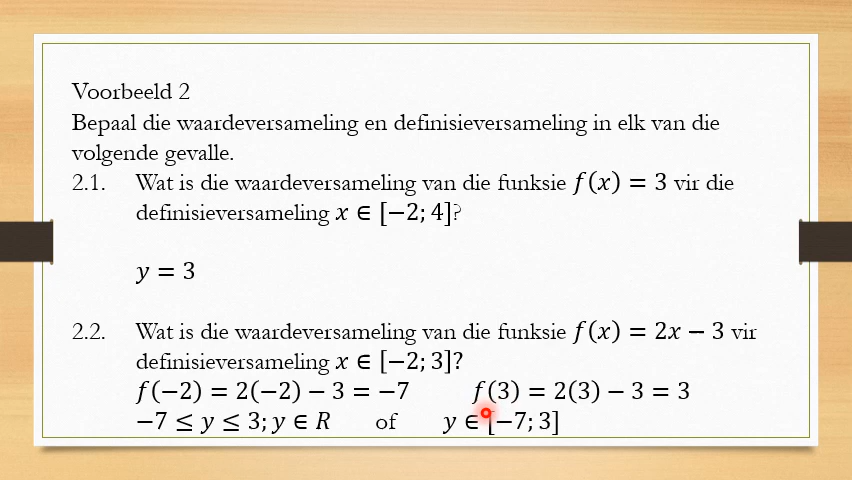 Voorbeeld 2
Bepaal die waardeversameling en definisieversameling in elk van die
volgende gevalle.
2.1. Wat is die waardeversameling van die funksie f(x) = 3 vir die
definisieversameling x ∈ [−2; 4]?
y = 3
2.2. Wat is die waardeversameling van die funksie f(x) = 2x − 3 vir
definisieversameling x ∈ [−2; 3]?
f(−2) = 2(−2) − 3 = −7 f(3) = 2(3) − 3 = 3
−7 ≤ y ≤ 3; y ∈ R of y ∈ [−7; 3]